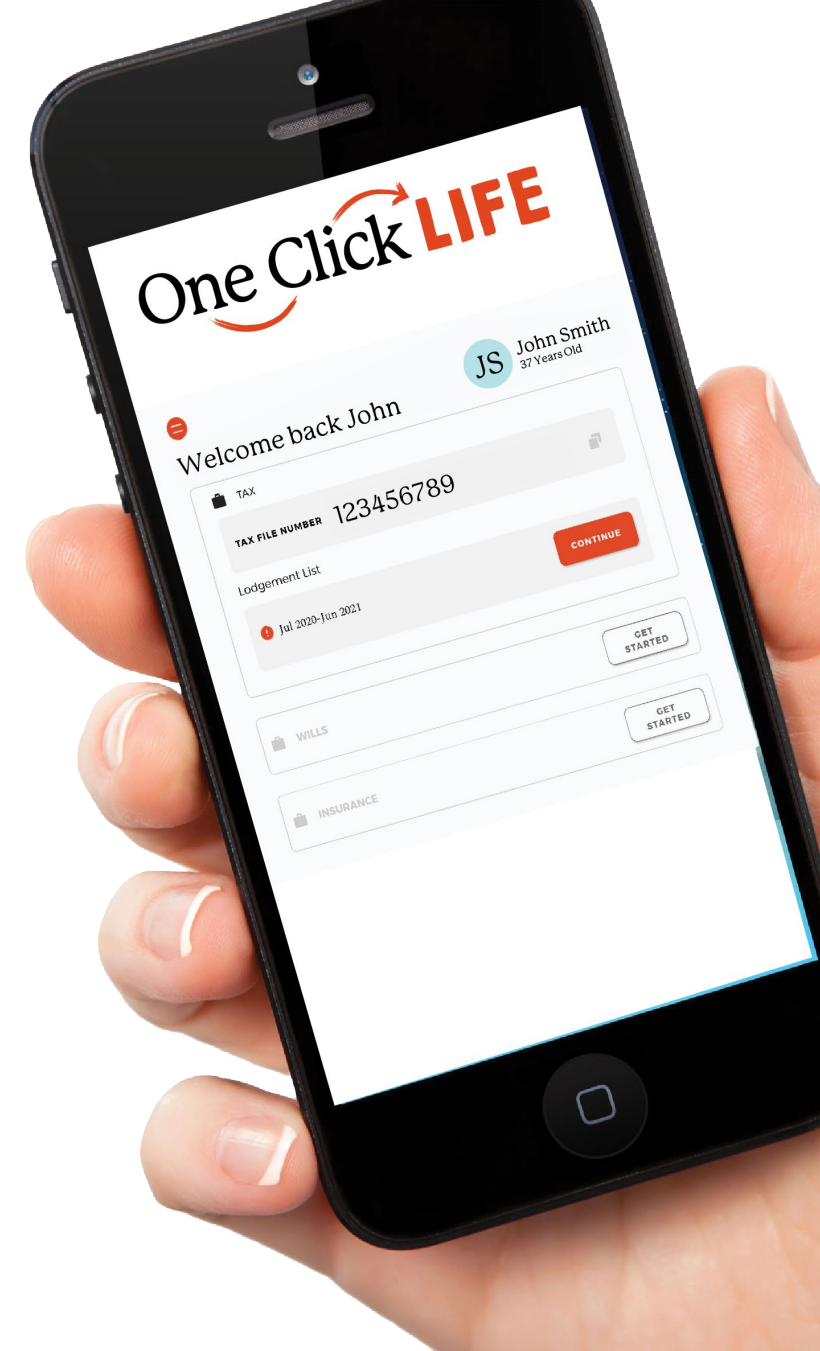 One Click LIFE
JS
John Smith
37 Years Old
Welcome back John
TAX
TAX FILE NUMBER 123456789
Lodgement List
CONTINUE
Jul 2020-Jun 2021
GET
STARTED
WILLS
GET
STARTED
INSURANCE